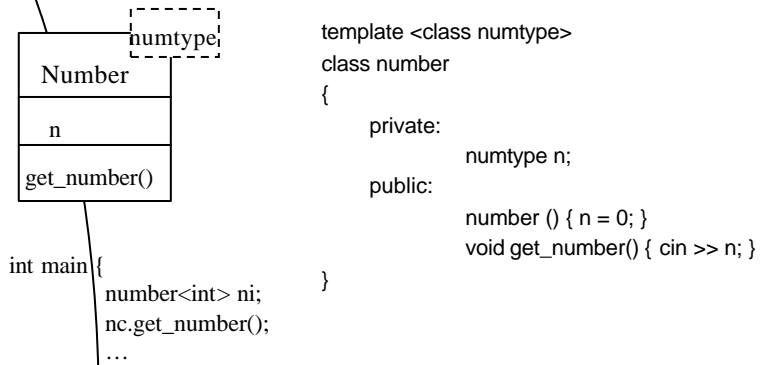 numtype
Number
n
get_number()
int main {
number<int> ni;
nc.get_number();
…
template <class numtype>
class number
{
private:
numtype n;
public:
number () { n = 0; }
void get_number() { cin >> n; }
}